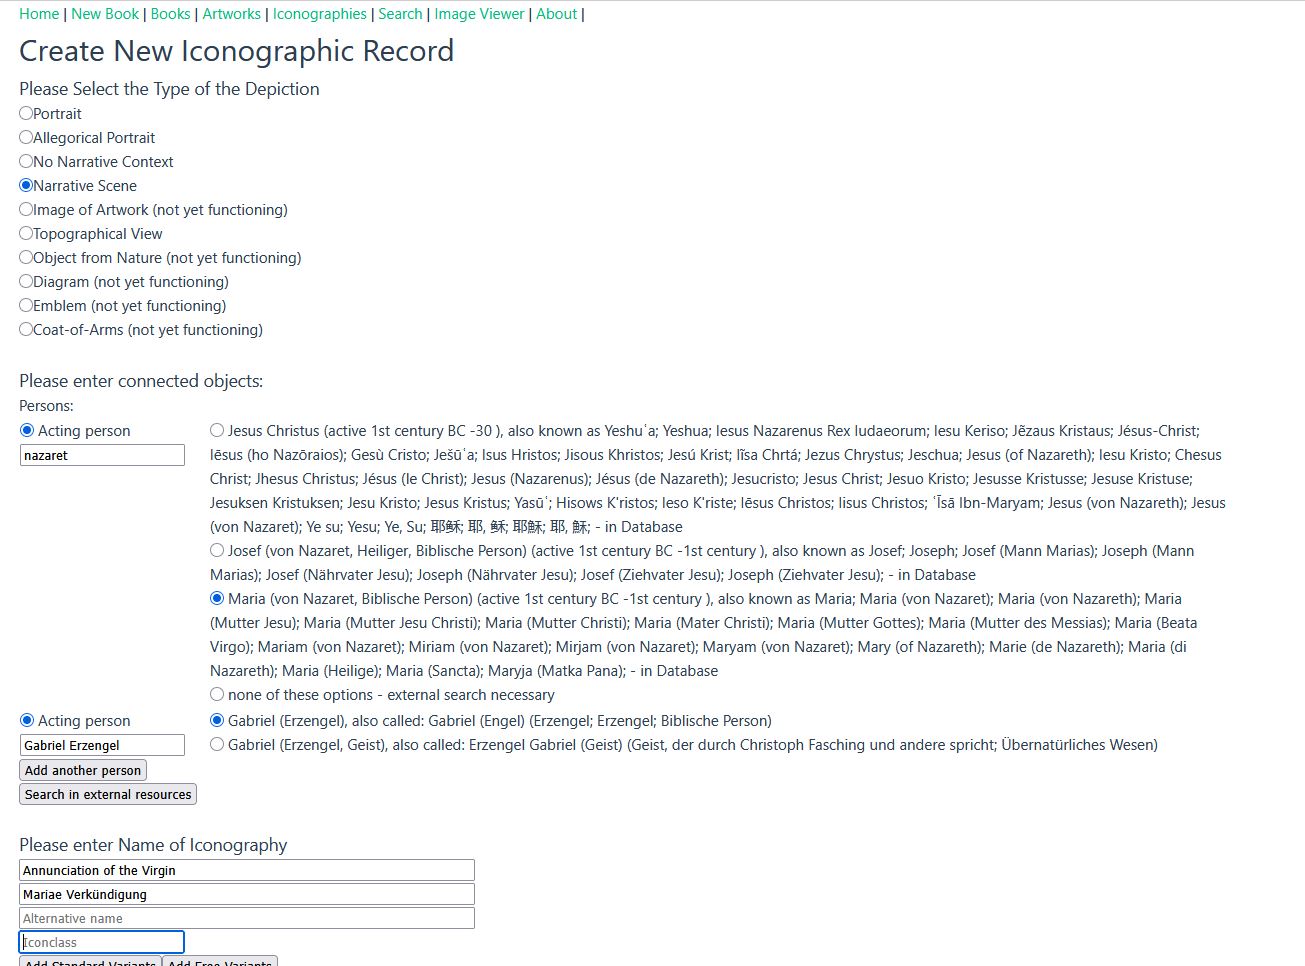 Home | New Book | Books | Artworks | Iconographies | Search | Image Viewer | About |
Create New Iconographic Record
Please Select the Type of the Depiction
Portrait
Allegorical Portrait
No Narrative Context
Narrative Scene
Image of Artwork (not yet functioning)
Topographical View
Object from Nature (not yet functioning)
Diagram (not yet functioning)
Emblem (not yet functioning)
Coat-of-Arms (not yet functioning)
Please enter connected objects:
Persons:
Acting person
nazaret
Jesus Christus (active 1st century BC -30 ), also known as Yeshuʿa; Yeshua; Iesus Nazarenus Rex Iudaeorum; Iesu Keriso; Jēzaus Kristaus; Jésus-Christ;
Iēsūs (ho Nazōraios); Gesù Cristo; Ješūʿa; Isus Hristos; Jisous Khristos; Jesú Krist; Iīsa Chrtá; Jezus Chrystus; Jeschua; Jesus (of Nazareth); Iesu Kristo; Chesus
Christ; Jhesus Christus; Jésus (le Christ); Jesus (Nazarenus); Jésus (de Nazareth); Jesucristo; Jesus Christ; Jesuo Kristo; Jesusse Kristusse; Jesuse Kristuse;
Jesuksen Kristuksen; Jesu Kristo; Jesus Kristus; Yasūʿ; Hisows K'ristos; Ieso K'riste; Iēsūs Christos; Iisus Christos; ʿĪsā Ibn-Maryam; Jesus (von Nazareth); Jesus
(von Nazaret); Ye su; Yesu; Ye, Su; 耶稣; 耶, 稣; 耶穌; 耶, 穌; - in Database
Josef (von Nazaret, Heiliger, Biblische Person) (active 1st century BC -1st century ), also known as Josef; Joseph; Josef (Mann Marias); Joseph (Mann
Marias); Josef (Nährvater Jesu); Joseph (Nährvater Jesu); Josef (Ziehvater Jesu); Joseph (Ziehvater Jesu); - in Database
Maria (von Nazaret, Biblische Person) (active 1st century BC -1st century ), also known as Maria; Maria (von Nazaret); Maria (von Nazareth); Maria
(Mutter Jesu); Maria (Mutter Jesu Christi); Maria (Mutter Christi); Maria (Mater Christi); Maria (Mutter Gottes); Maria (Mutter des Messias); Maria (Beata
Virgo); Mariam (von Nazaret); Miriam (von Nazaret); Mirjam (von Nazaret); Maryam (von Nazaret); Mary (of Nazareth); Marie (de Nazareth); Maria (di
Nazareth); Maria (Heilige); Maria (Sancta); Maryja (Matka Pana); - in Database
none of these options - external search necessary
Acting person
Gabriel Erzengel
Gabriel (Erzengel), also called: Gabriel (Engel) (Erzengel; Erzengel; Biblische Person)
Gabriel (Erzengel, Geist), also called: Erzengel Gabriel (Geist) (Geist, der durch Christoph Fasching und andere spricht; Übernatürliches Wesen)
Add another person
Search in external resources
Please enter Name of Iconography
Annunciation of the Virgin
Mariae Verkündigung
Alternative name
Iconclass
Add Standard Variants Add Free Variants